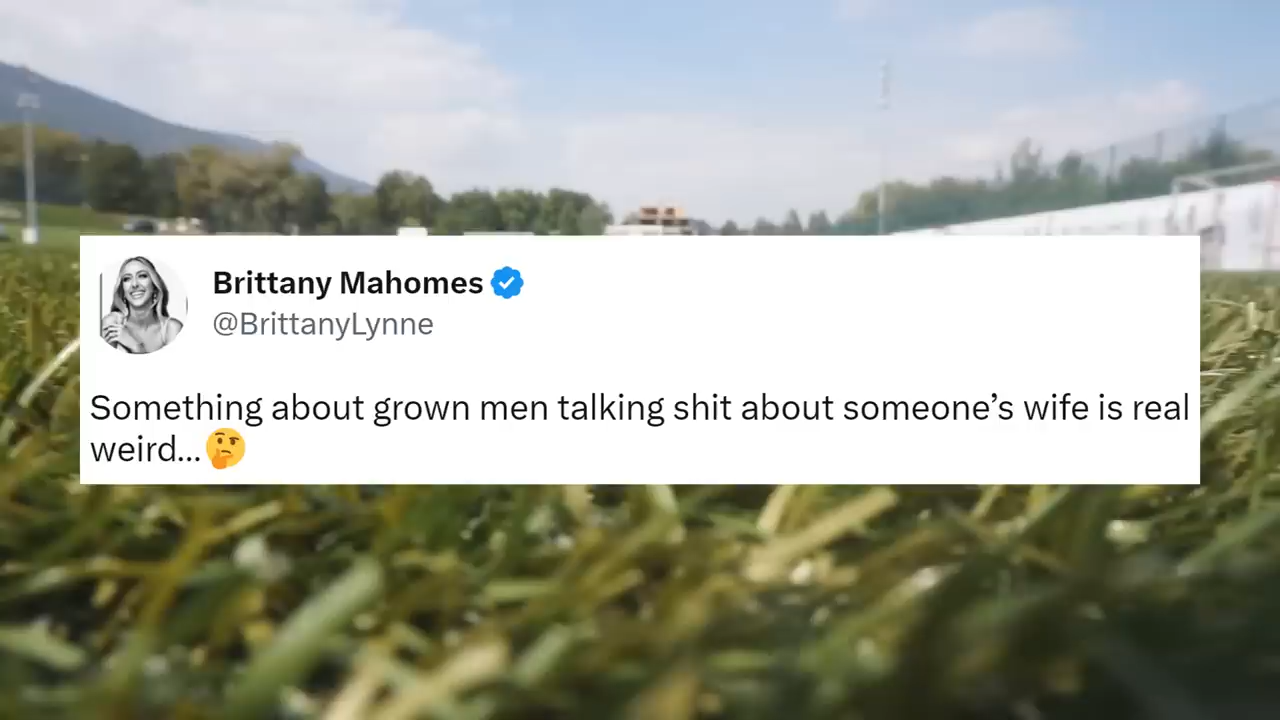 Brittany Mahomes
@BrittanyLynne
Something about grown men talking shit about someone’s wife is real
weird...🤔